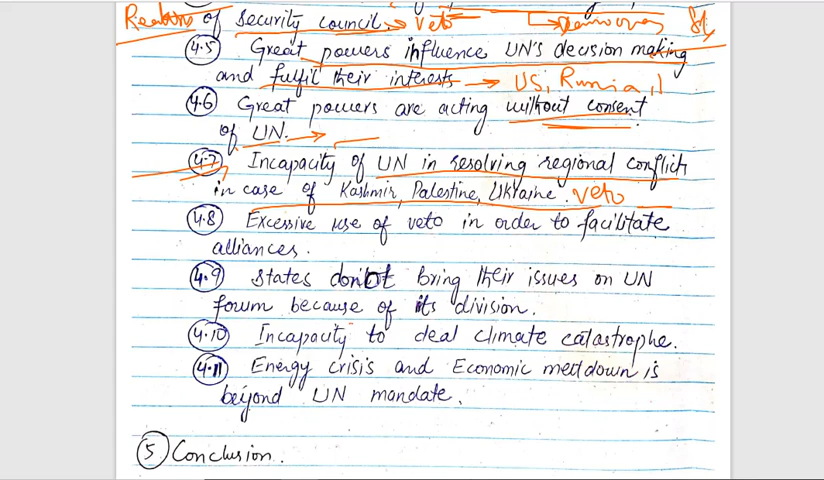 of security council. → veto
4.5 Great powers influence UN's decision making
and fulfil their interests → US, Russia,
4.6 Great powers are acting without consent
of UN. →
4.7 Incapacity of UN in resolving regional conflict
in case of Kashmir, Palestine, Ukraine. veto
4.8 Excessive use of veto in order to facilitate
alliances.
4.9 States donot bring their issues on UN
forum because of its division.
4.10 Incapacity to deal climate catastrophe.
4.11 Energy crisis and Economic meltdown is
beyond UN mandate.
5 Conclusion.